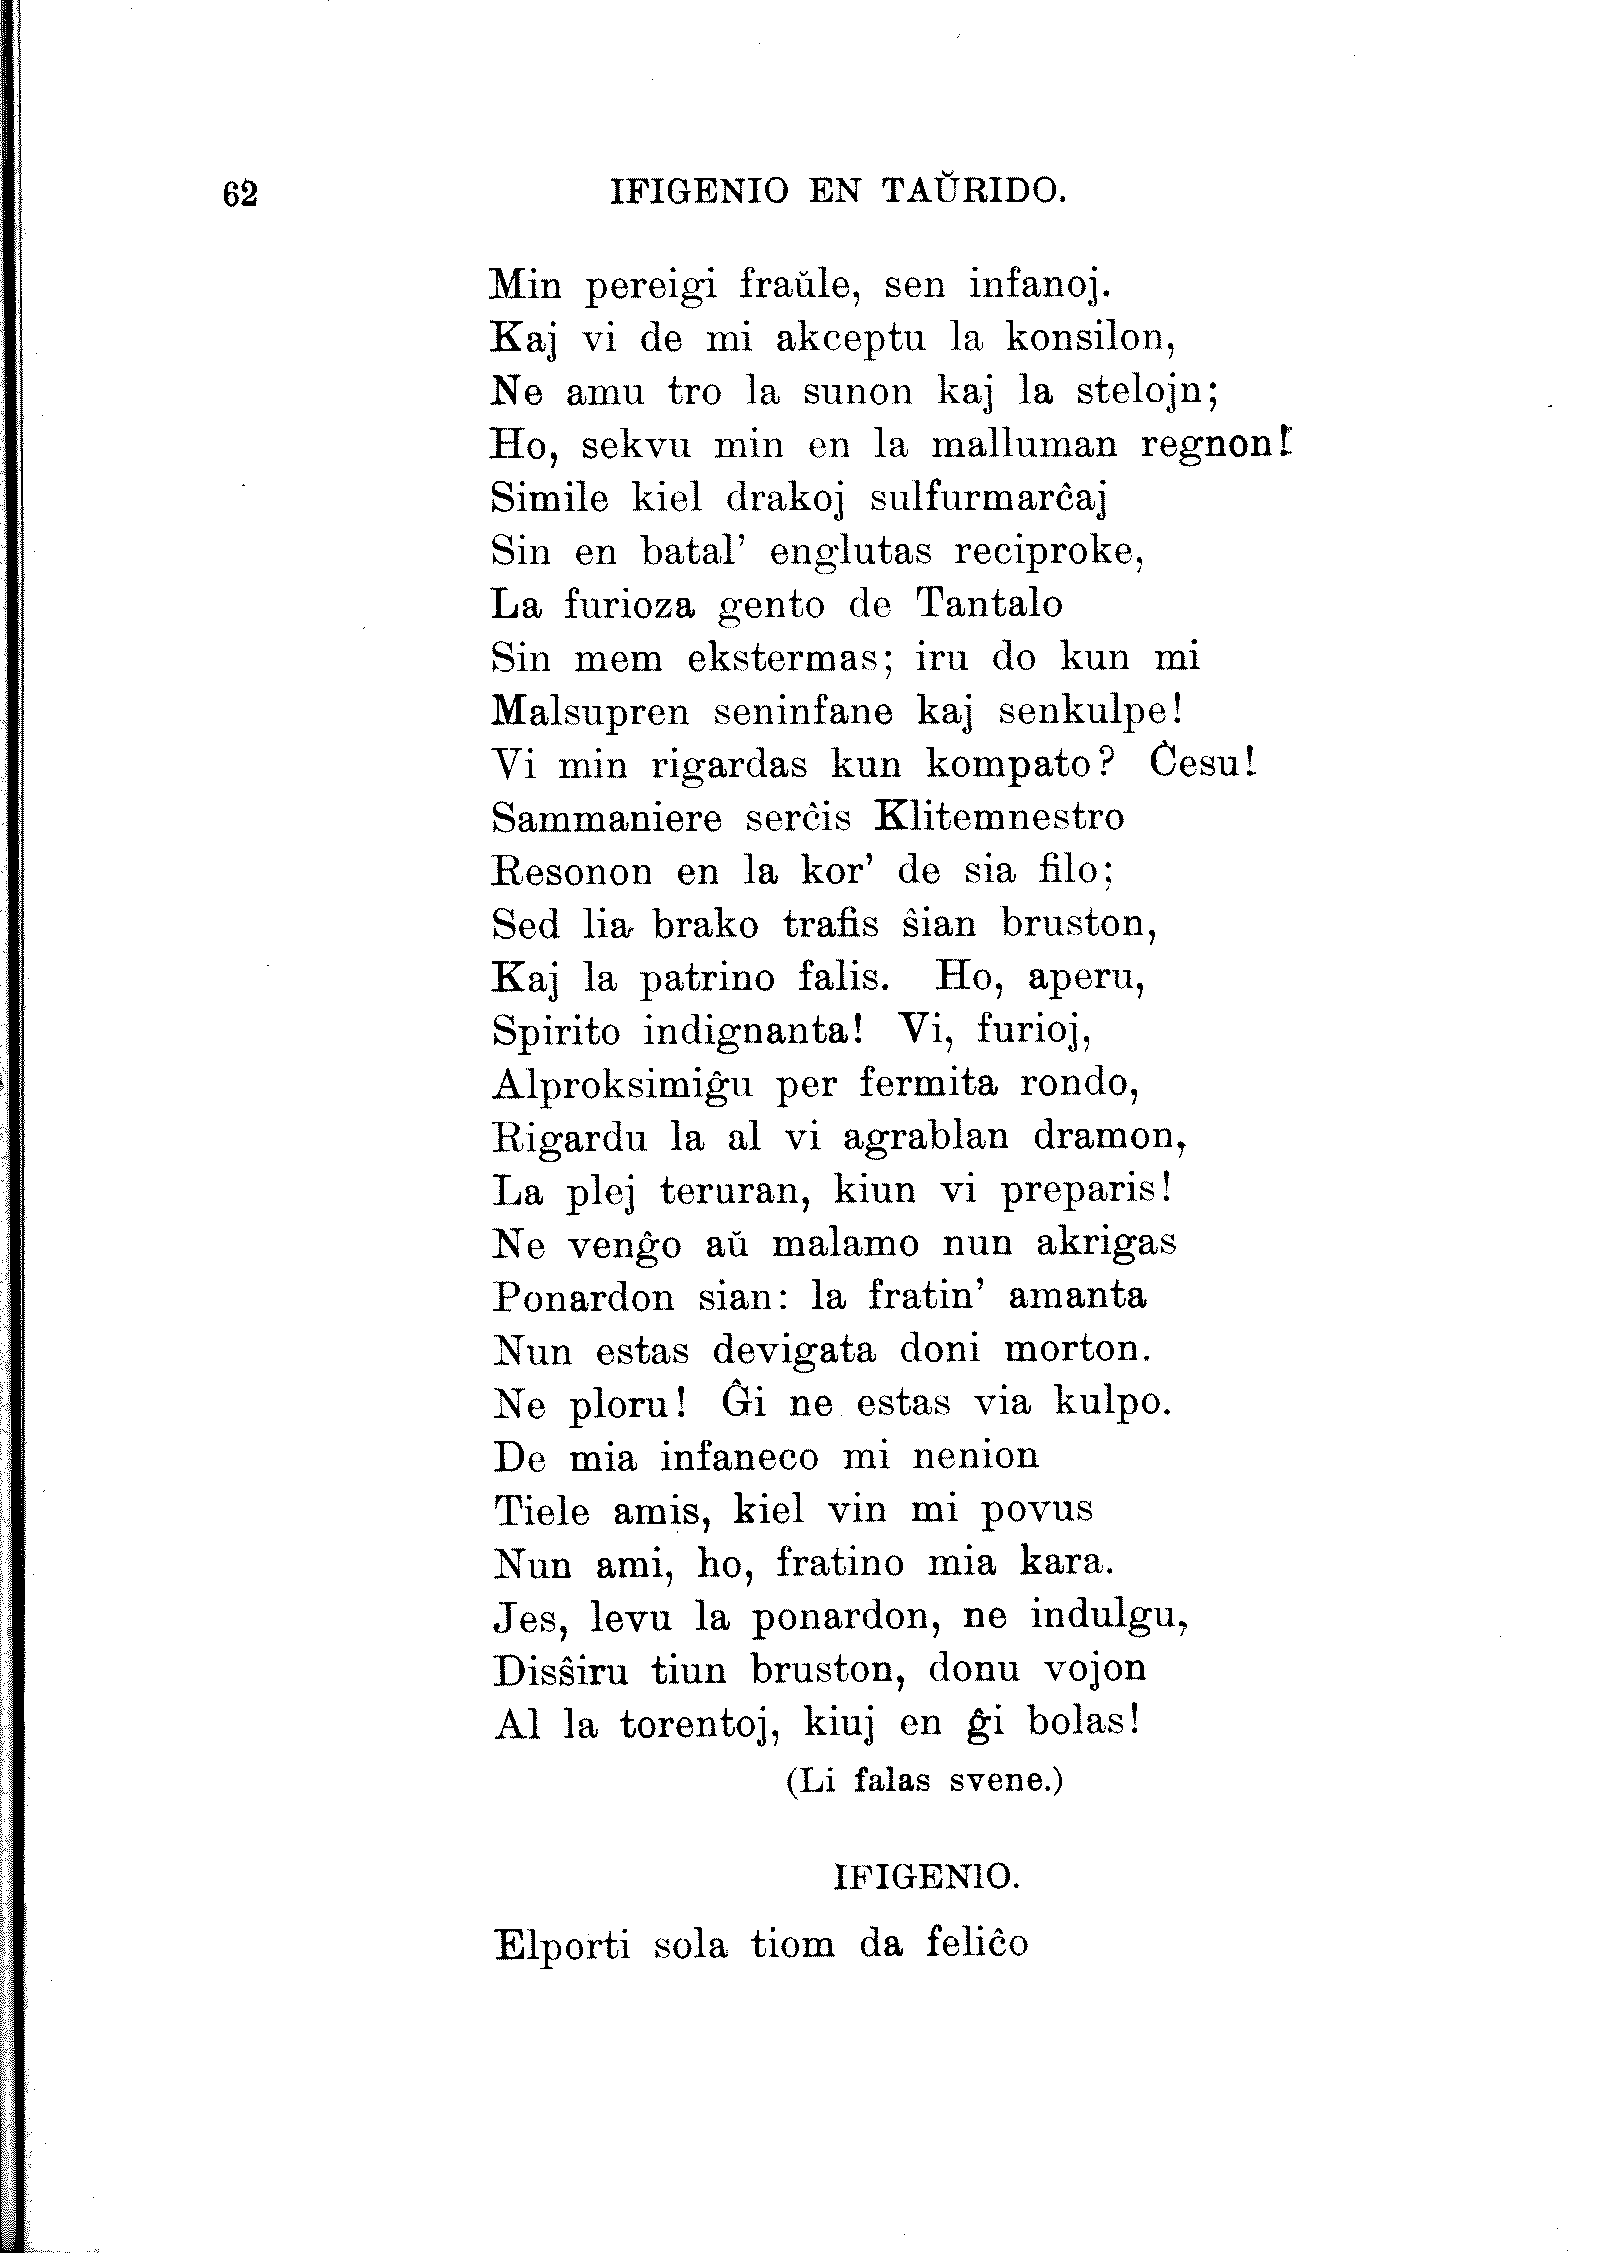 62 IFIGENIO EN TAŬRIDO.
Min pereigi fraŭle, sen infanoj.
Kaj vi de mi akceptu la konsilon,
Ne amu tro la sunon kaj la stelojn;
Ho, sekvu min en la malluman regnon!
Simile kiel drakoj sulfurmarĉaj
Sin en batal' englutas reciproke,
La furioza gento de Tantalo
Sin mem ekstermas; iru do kun mi
Malsupren seninfane kaj senkulpe!
Vi min rigardas kun kompato? Ĉesu!
Sammaniere serĉis Klitemnestro
Resonon en la kor' de sia filo;
Sed lia brako trafis ŝian bruston,
Kaj la patrino falis. Ho, aperu,
Spirito indignanta! Vi, furioj,
Alproksimiĝu per fermita rondo,
Rigardu la al vi agrablan dramon,
La plej teruran, kiun vi preparis!
Ne venĝo aŭ malamo nun akrigas
Ponardon sian: la fratin' amanta
Nun estas devigata doni morton.
Ne ploru! Ĝi ne estas via kulpo.
De mia infaneco mi nenion
Tiele amis, kiel vin mi povus
Nun ami, ho, fratino mia kara.
Jes, levu la ponardon, ne indulgu,
Disŝiru tiun bruston, donu vojon
Al la torentoj, kiuj en ĝi bolas!
(Li falas svene.)
IFIGENIO.
Elporti sola tiom da feliĉo